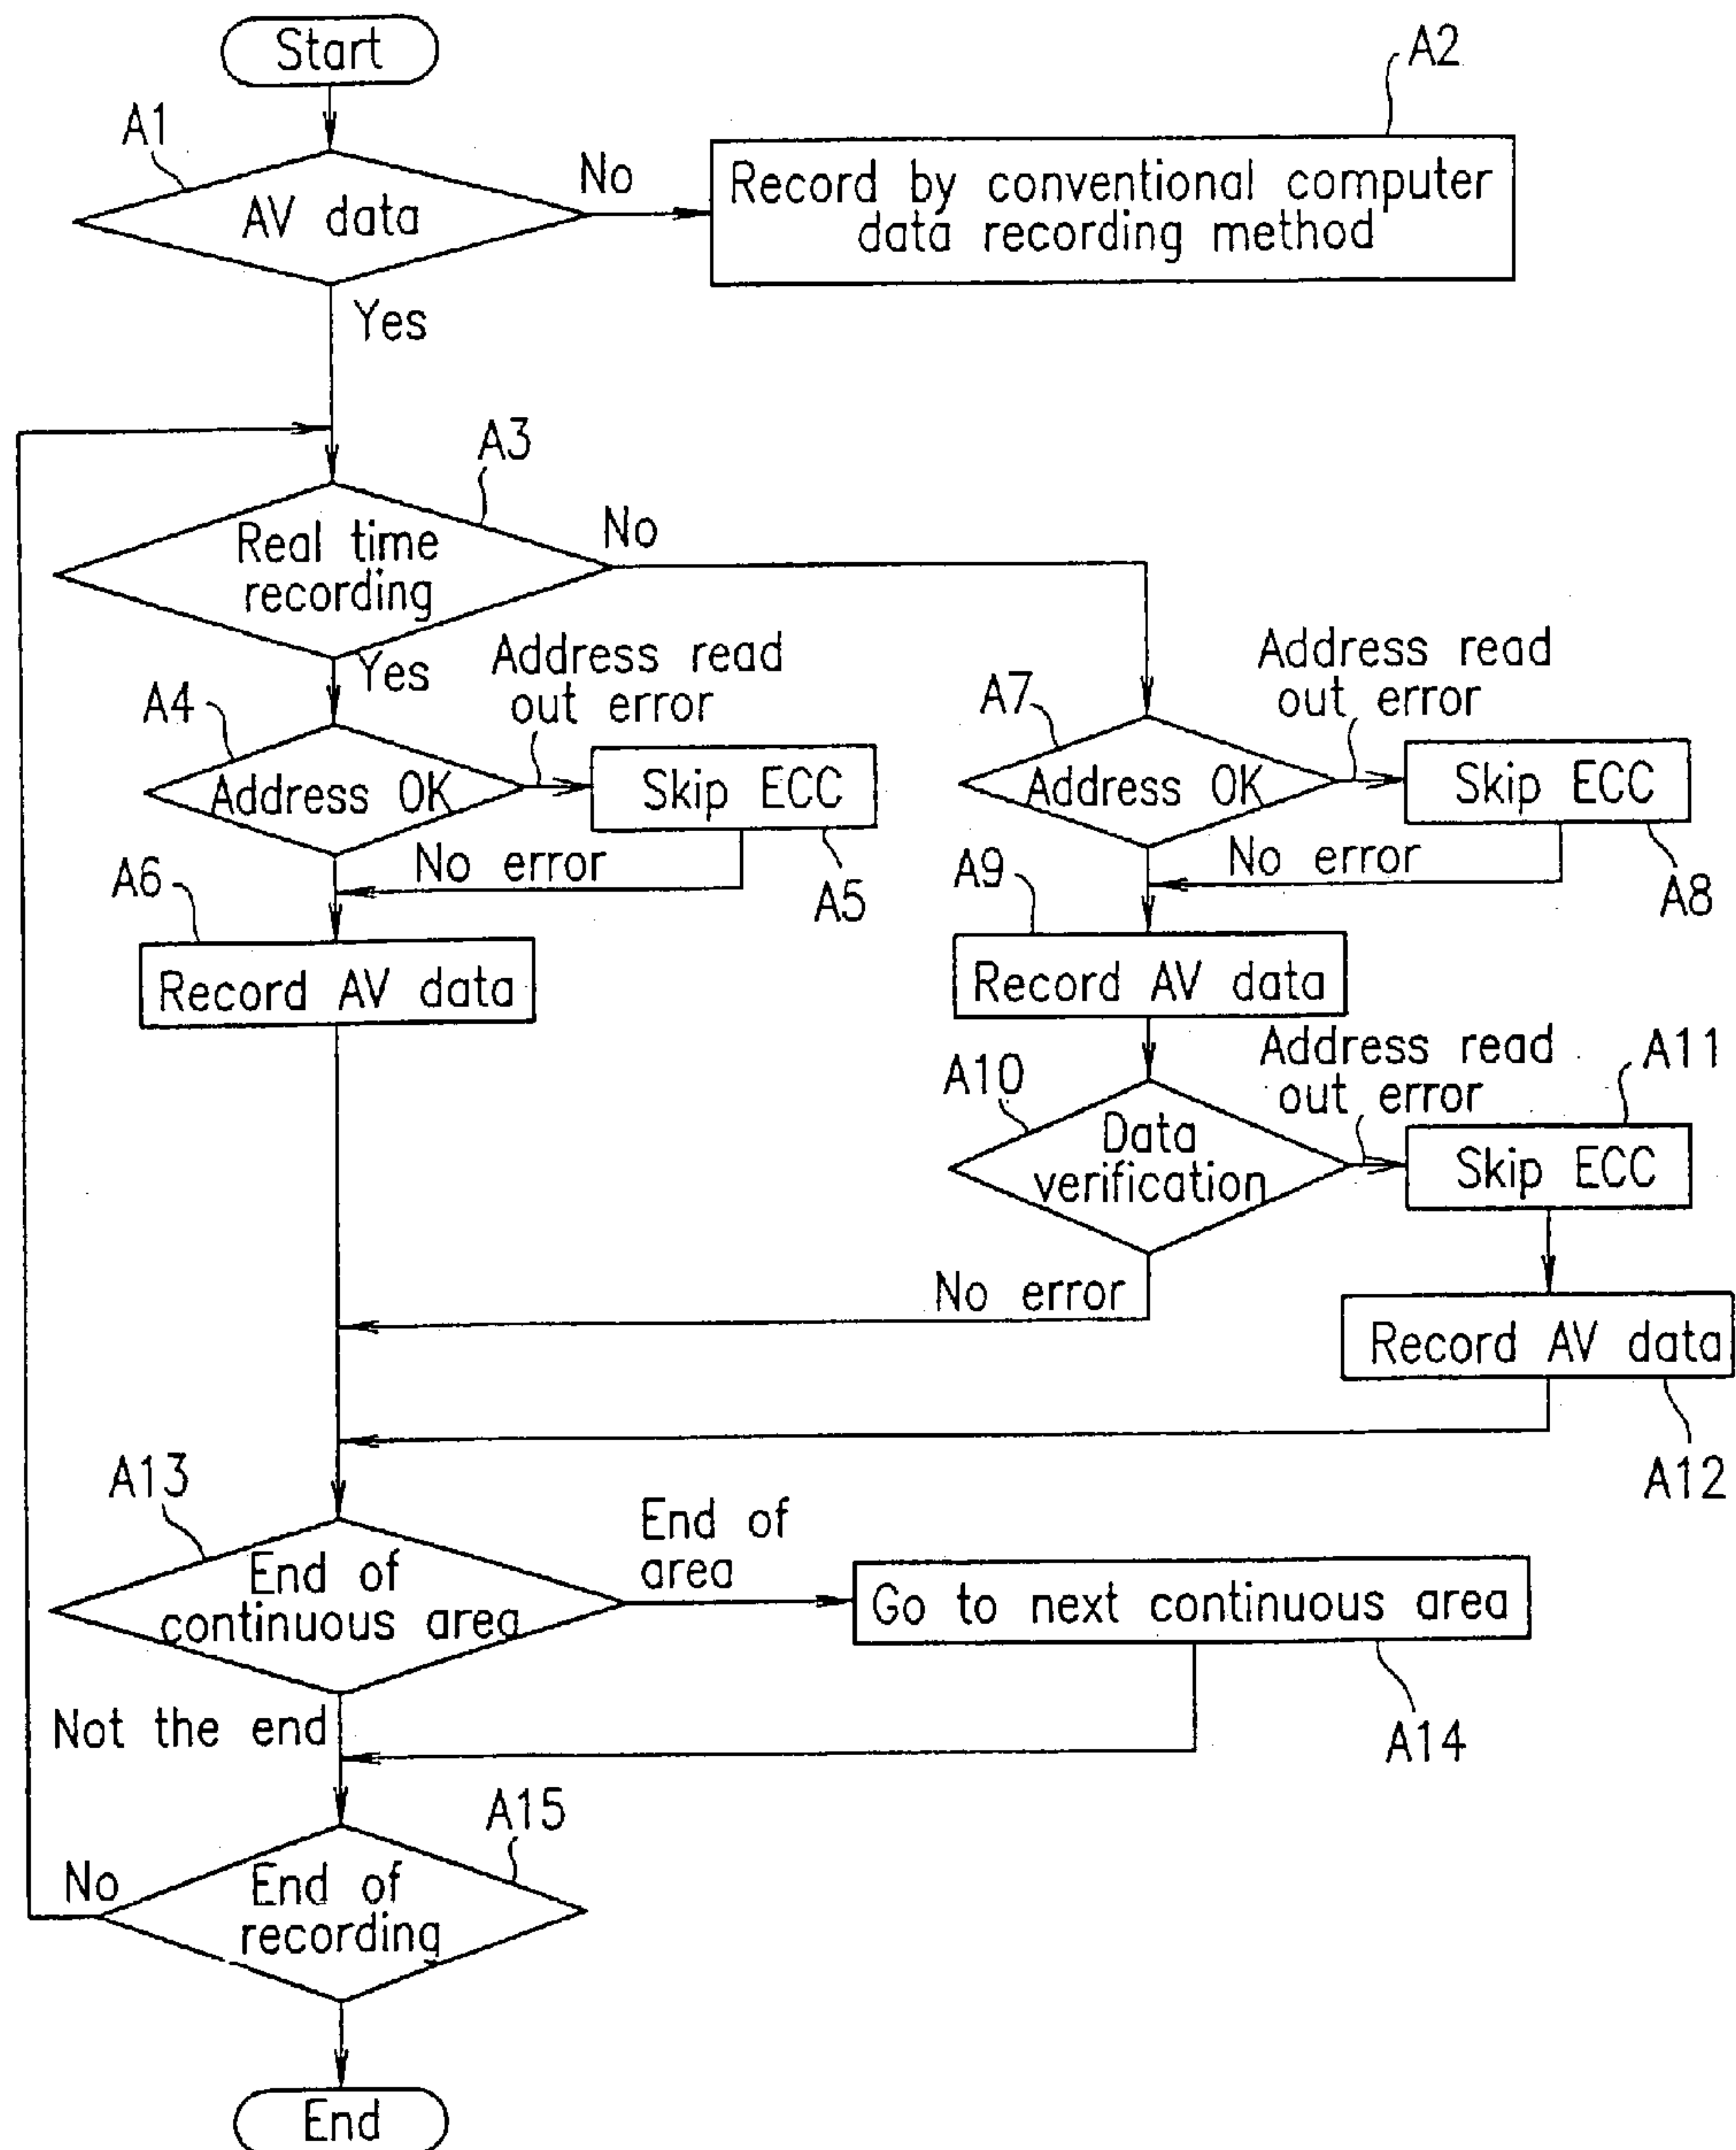 Start
A1
A2
AV data
No
Record by conventional computer
data recording method
Yes
A3
Real time
recording
No
Yes
Address read
out error
A4
Address OK
Skip ECC
No error
A5
A6
Record AV data
Address read
out error
A7
Address OK
Skip ECC
No error
A8
A9
Record AV data
Address read
out error
A10
A11
Data
verification
Skip ECC
No error
Record AV data
A12
A13
End of
continuous area
End of
area
Go to next continuous area
Not the end
A14
A15
No
End of
recording
End